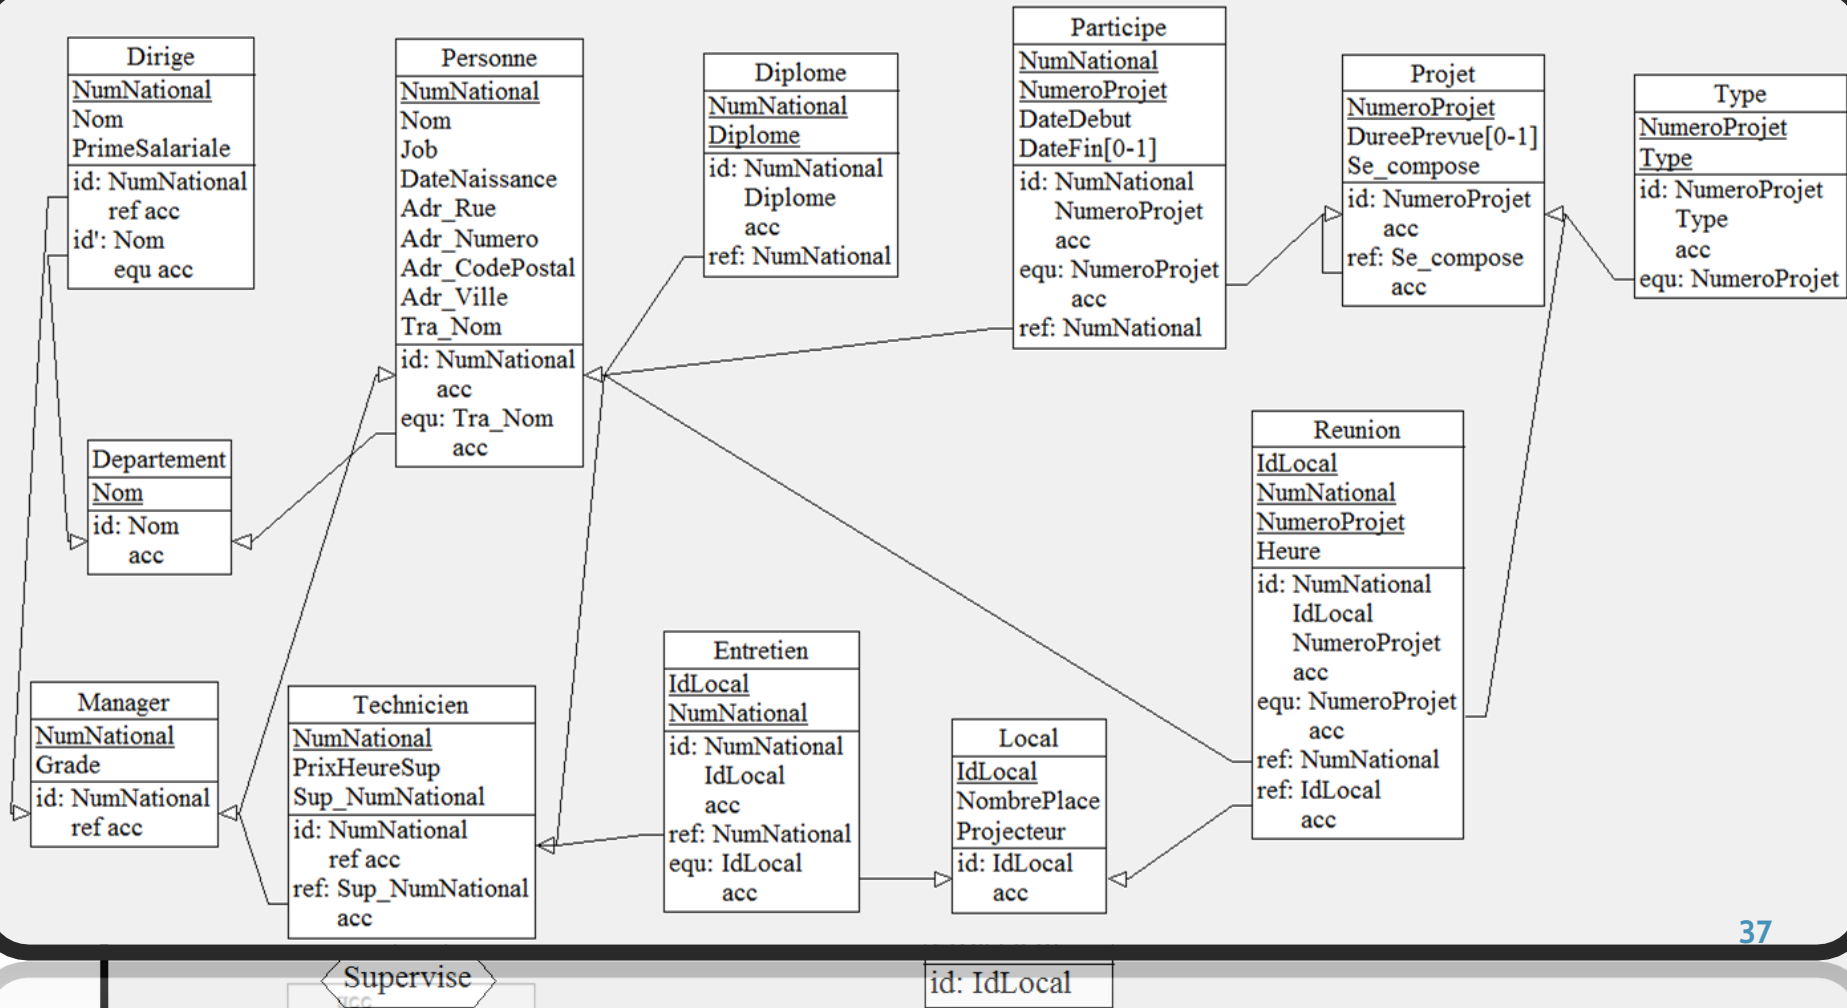 Dirige
NumNational
Nom
PrimeSalariale
id: NumNational
ref acc
id': Nom
equ acc
Personne
NumNational
Nom
Job
DateNaissance
Adr_Rue
Adr_Numero
Adr_CodePostal
Adr_Ville
Tra_Nom
id: NumNational
acc
equ: Tra_Nom
acc
Diplome
NumNational
Diplome
id: NumNational
Diplome
acc
ref: NumNational
Participe
NumNational
NumeroProjet
DateDebut
DateFin[0-1]
id: NumNational
NumeroProjet
acc
equ: NumeroProjet
acc
ref: NumNational
Projet
NumeroProjet
DureePrevue[0-1]
Se_compose
id: NumeroProjet
acc
ref: Se_compose
acc
Type
NumeroProjet
Type
id: NumeroProjet
Type
acc
equ: NumeroProjet
Departement
Nom
id: Nom
acc
Reunion
IdLocal
NumNational
NumeroProjet
Heure
id: NumNational
IdLocal
NumeroProjet
acc
equ: NumeroProjet
acc
ref: NumNational
ref: IdLocal
acc
Manager
NumNational
Grade
id: NumNational
ref acc
Technicien
NumNational
PrixHeureSup
Sup_NumNational
id: NumNational
ref acc
ref: Sup_NumNational
acc
Entretien
IdLocal
NumNational
id: NumNational
IdLocal
acc
ref: NumNational
equ: IdLocal
acc
Local
IdLocal
NombrePlace
Projecteur
id: IdLocal
acc
37
Supervise
acc
id: IdLocal